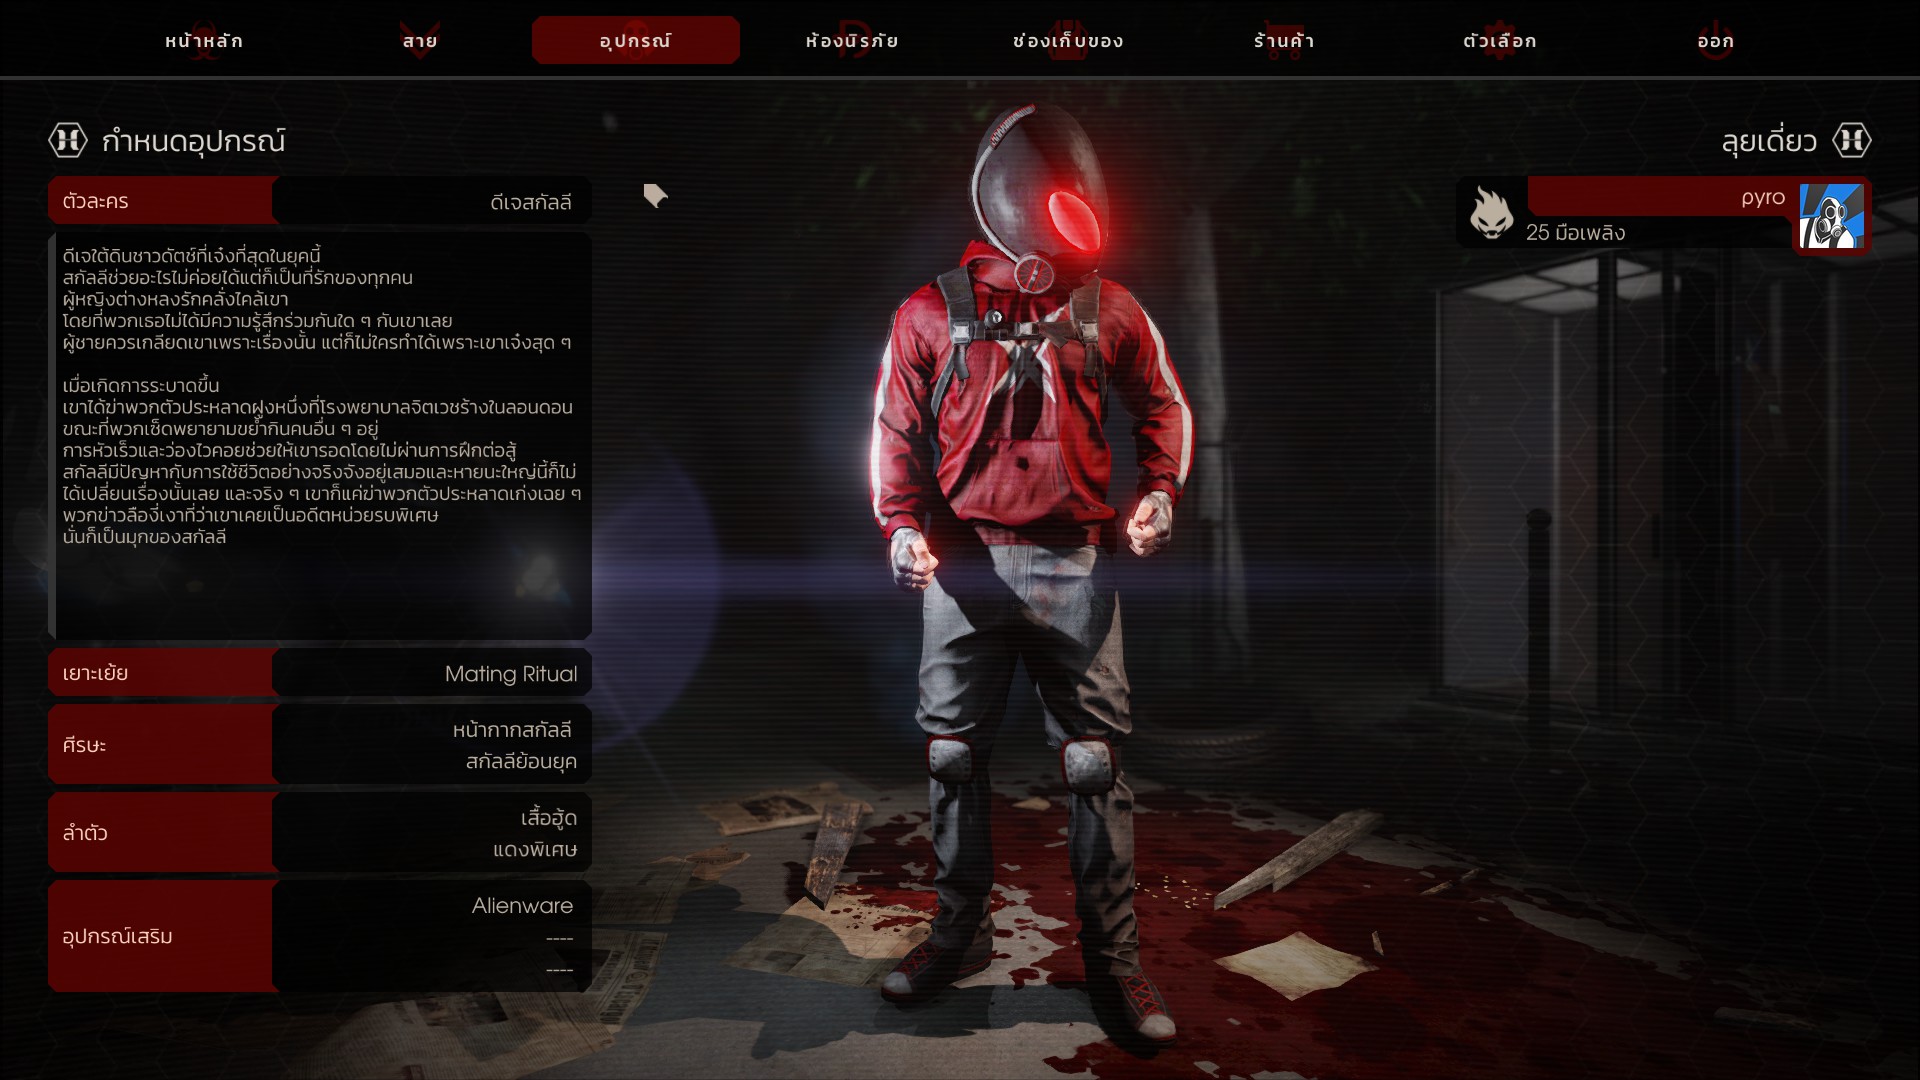 หน้าหลัก
สาย
อุปกรณ์
ห้องนิรภัย
ช่องเก็บของ
ร้านค้า
ตัวเลือก
ออก
กำหนดอุปกรณ์
ลุยเดี่ยว
ตัวละคร
ดีเจสกัลลี
pyro
25 มือเพลิง
ดีเจใต้ดินชาวดัตช์ที่เจ๋งที่สุดในยุคนี้
สกัลลีช่วยอะไรไม่ค่อยได้แต่ก็เป็นที่รักของทุกคน
ผู้หญิงต่างหลงรักคลั่งไคล้เขา
โดยที่พวกเธอไม่ได้มีความรู้สึกร่วมกันใด ๆ กับเขาเลย
ผู้ชายควรเกลียดเขาเพราะเรื่องนั้น แต่ก็ไม่ใครทำได้เพราะเขาเจ๋งสุด ๆ
เมื่อเกิดการระบาดขึ้น
เขาได้ฆ่าพวกตัวประหลาดฝูงหนึ่งที่โรงพยาบาลจิตเวชร้างในลอนดอน
ขณะที่พวกเซ็ดพยายามขย้ำกินคนอื่น ๆ อยู่
การหัวเร็วและว่องไวคอยช่วยให้เขารอดโดยไม่ผ่านการฝึกต่อสู้
สกัลลีมีปัญหากับการใช้ชีวิตอย่างจริงจังอยู่เสมอและหายนะใหญ่นี้ก็ไม่
ได้เปลี่ยนเรื่องนั้นเลย และจริง ๆ เขาก็แค่ฆ่าพวกตัวประหลาดเก่งเฉย ๆ
พวกข่าวลืองี่เงาที่ว่าเขาเคยเป็นอดีตหน่วยรบพิเศษ
นั่นก็เป็นมุกของสกัลลี
เยาะเย้ย
Mating Ritual
ศีรษะ
หน้ากากสกัลลี
สกัลลีย้อนยุค
ลำตัว
เสื้อฮู้ด
แดงพิเศษ
อุปกรณ์เสริม
Alienware
----
----